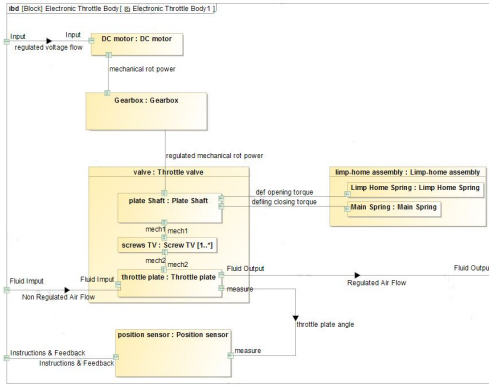 ibd [Block] Electronic Throttle Body [ Electronic Throttle Body1 ]
Input
Input
regulated voltage flow
DC motor : DC motor
mechanical rot power
Gearbox : Gearbox
regulated mechanical rot power
valve : Throttle valve
limp-home assembly : Limp-home assembly
plate Shaft : Plate Shaft
def opening torque
Limp Home Spring : Limp Home Spring
defiing closing torque
Main Spring : Main Spring
mech1
mech1
screws TV : Screw TV [1..*]
mech2
mech2
Fluid Imput
Fluid Imput
throttle plate : Throttle plate
Fluid Output
Fluid Outpu
Non Regulated Air Flow
Regulated Air Flow
measure
throttle plate angle
position sensor : Position sensor
measure
Instructions & Feedback
Instructions & Feedback